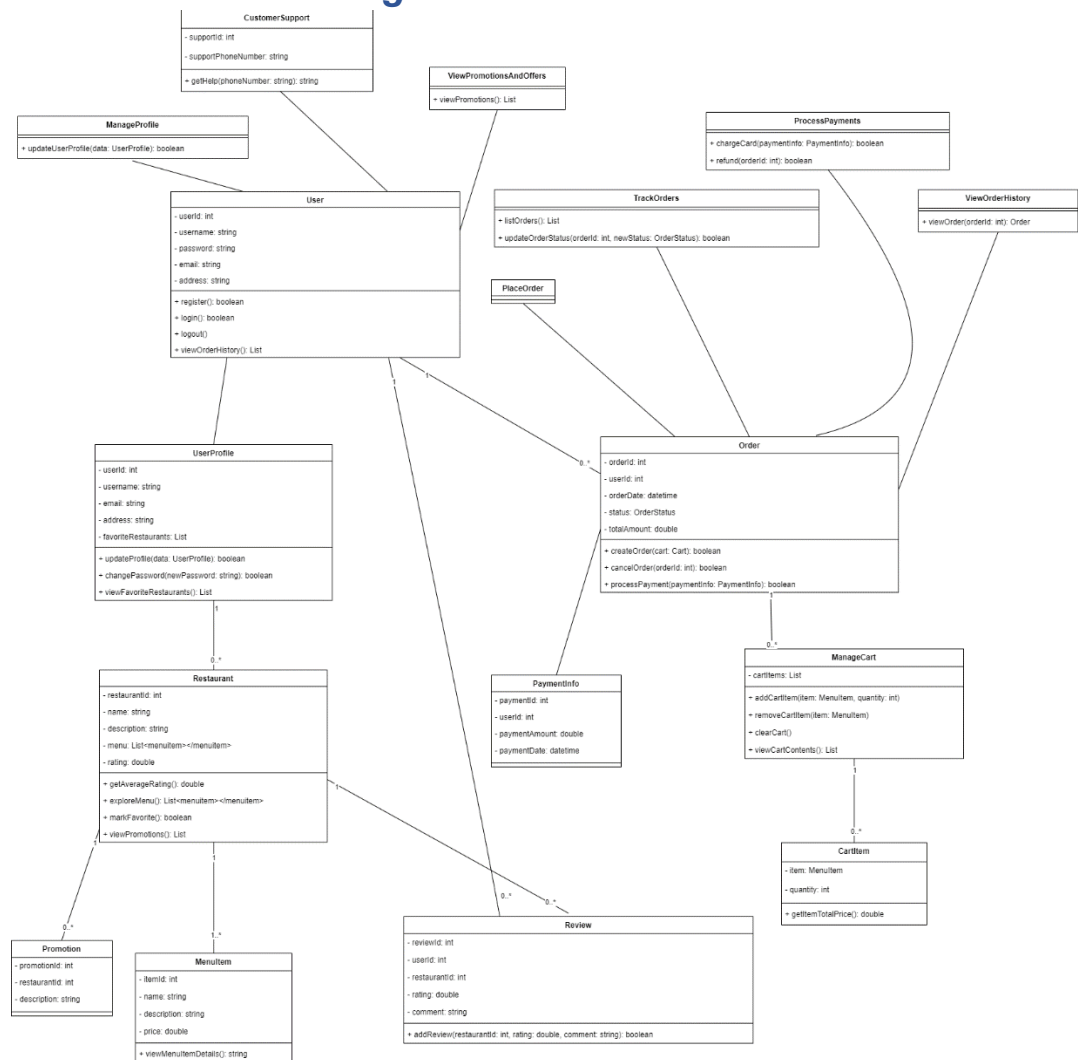 CustomerSupport
- supportId: int
- supportPhoneNumber: string
+ getHelp(phoneNumber: string): string
ViewPromotionsAndOffers
+ viewPromotions(): List
ManageProfile
+ updateUserProfile(data: UserProfile): boolean
ProcessPayments
+ chargeCard(paymentInfo: PaymentInfo): boolean
+ refund(orderId: int): boolean
User
- userId: int
- username: string
- password: string
- email: string
- address: string
+ register(): boolean
+ login(): boolean
+ logout()
+ viewOrderHistory(): List
TrackOrders
+ listOrders(): List
+ updateOrderStatus(orderId: int, newStatus: OrderStatus): boolean
ViewOrderHistory
+ viewOrder(orderId: int): Order
PlaceOrder
1
1
0..*
UserProfile
- userId: int
- username: string
- email: string
- address: string
- favoriteRestaurants: List
+ updateProfile(data: UserProfile): boolean
+ changePassword(newPassword: string): boolean
+ viewFavoriteRestaurants(): List
1
0..*
Order
- orderId: int
- userId: int
- orderDate: datetime
- status: OrderStatus
- totalAmount: double
+ createOrder(cart: Cart): boolean
+ cancelOrder(orderId: int): boolean
+ processPayment(paymentInfo: PaymentInfo): boolean
1
0..*
Restaurant
- restaurantId: int
- name: string
- description: string
- menu: List<menuitem></menuitem>
- rating: double
+ getAverageRating(): double
+ exploreMenu(): List<menuitem></menuitem>
+ markFavorite(): boolean
+ viewPromotions(): List
1
1
1
PaymentInfo
- paymentId: int
- userId: int
- paymentAmount: double
- paymentDate: datetime
ManageCart
- cartItems: List
+ addCartItem(item: MenuItem, quantity: int)
+ removeCartItem(item: MenuItem)
+ clearCart()
+ viewCartContents(): List
1
0..*
CartItem
- item: MenuItem
- quantity: int
+ getItemTotalPrice(): double
0..*
0..*
0..*
1..*
Promotion
- promotionId: int
- restaurantId: int
- description: string
MenuItem
- itemId: int
- name: string
- description: string
- price: double
+ viewMenuItemDetails(): string
Review
- reviewId: int
- userId: int
- restaurantId: int
- rating: double
- comment: string
+ addReview(restaurantId: int, rating: double, comment: string): boolean